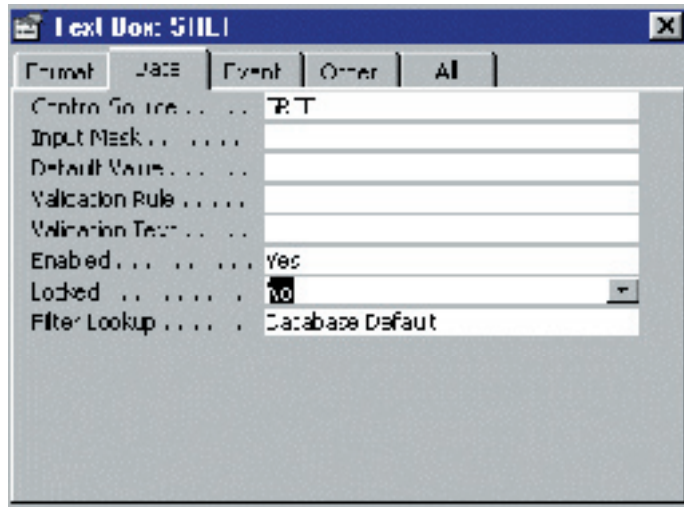 Text Box:
Format Data Event Other All
Control Source . . . . .
Input Mask . . . . . .
Default Value . . . . .
Validation Rule . . . . .
Validation Text . . . .
Enabled . . . . . . . . Yes
Locked . . . . . . . No
Filter Lookup . . . . . Database Default